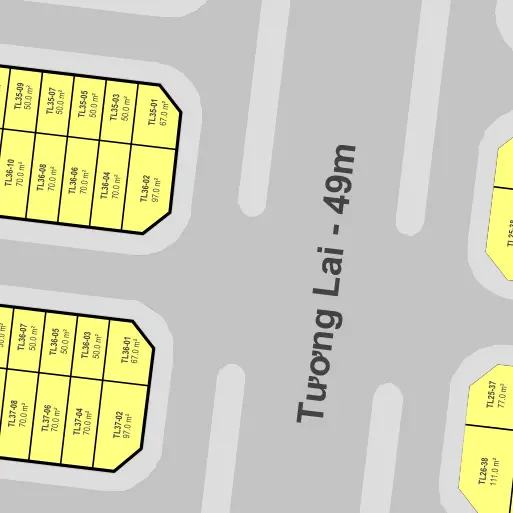 TL35-09
50.0 m²
TL35-07
50.0 m²
TL35-05
50.0 m²
TL35-03
50.0 m²
TL35-01
67.0 m²
TL36-10
70.0 m²
TL36-08
70.0 m²
TL36-06
70.0 m²
TL36-04
70.0 m²
TL36-02
97.0 m²
Tương Lai - 49m
TL36-07
50.0 m²
TL36-05
50.0 m²
TL36-03
50.0 m²
TL36-01
67.0 m²
TL37-08
70.0 m²
TL37-06
70.0 m²
TL37-04
70.0 m²
TL37-02
97.0 m²
TL25-37
77.0 m²
TL26-38
111.0 m²